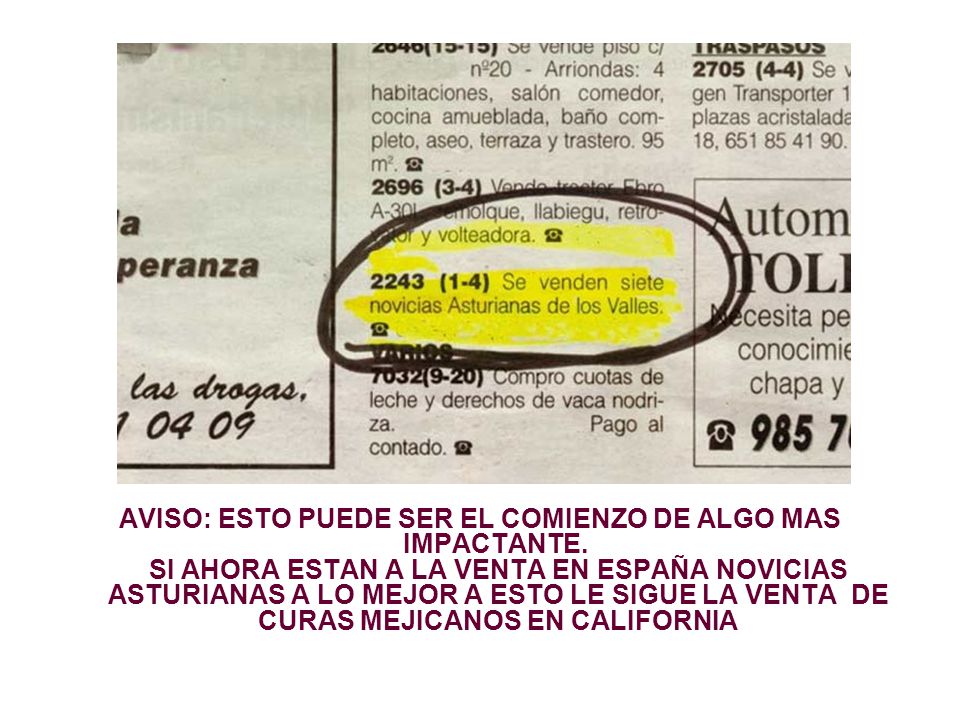 2646(15-15) Se vende piso c/
nº20 - Arriondas: 4
habitaciones, salón comedor,
cocina amueblada, baño com-
pleto, aseo, terraza y trastero. 95
m². ☎
2696 (3-4) Vendo tractor Ebro
A-30L, remolque, llabiegu, retro-
y volteadora. ☎
2243 (1-4) Se venden siete
novicias Asturianas de los Valles.
☎
VARIOS
7032(9-20) Compro cuotas de
leche y derechos de vaca nodri-
za. Pago al
contado. ☎
TRASPASOS
2705 (4-4) Se v
gen Transporter 1
plazas acristalada
18, 651 85 41 90.
Autom
TOLE
Necesita pe
conocimie
chapa y
☎ 985 7
la
peranza
las drogas,
1 04 09
AVISO: ESTO PUEDE SER EL COMIENZO DE ALGO MAS
IMPACTANTE.
SI AHORA ESTAN A LA VENTA EN ESPAÑA NOVICIAS
ASTURIANAS A LO MEJOR A ESTO LE SIGUE LA VENTA DE
CURAS MEJICANOS EN CALIFORNIA